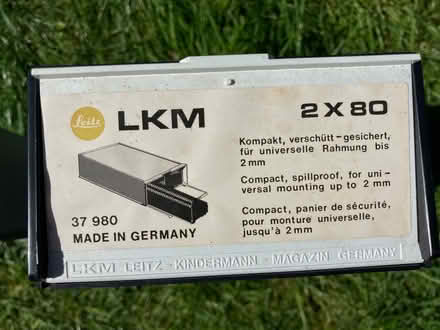 Leitz
LKM
2 X 80
Kompakt, verschütt-gesichert,
für universelle Rahmung bis
2 mm
Compact, spillproof, for uni-
versal mounting up to 2 mm
Compact, panier de sécurité,
pour monture universelle,
jusqu'à 2 mm
37 980
MADE IN GERMANY
LKM LEITZ - KINDERMANN - MAGAZIN GERMANY